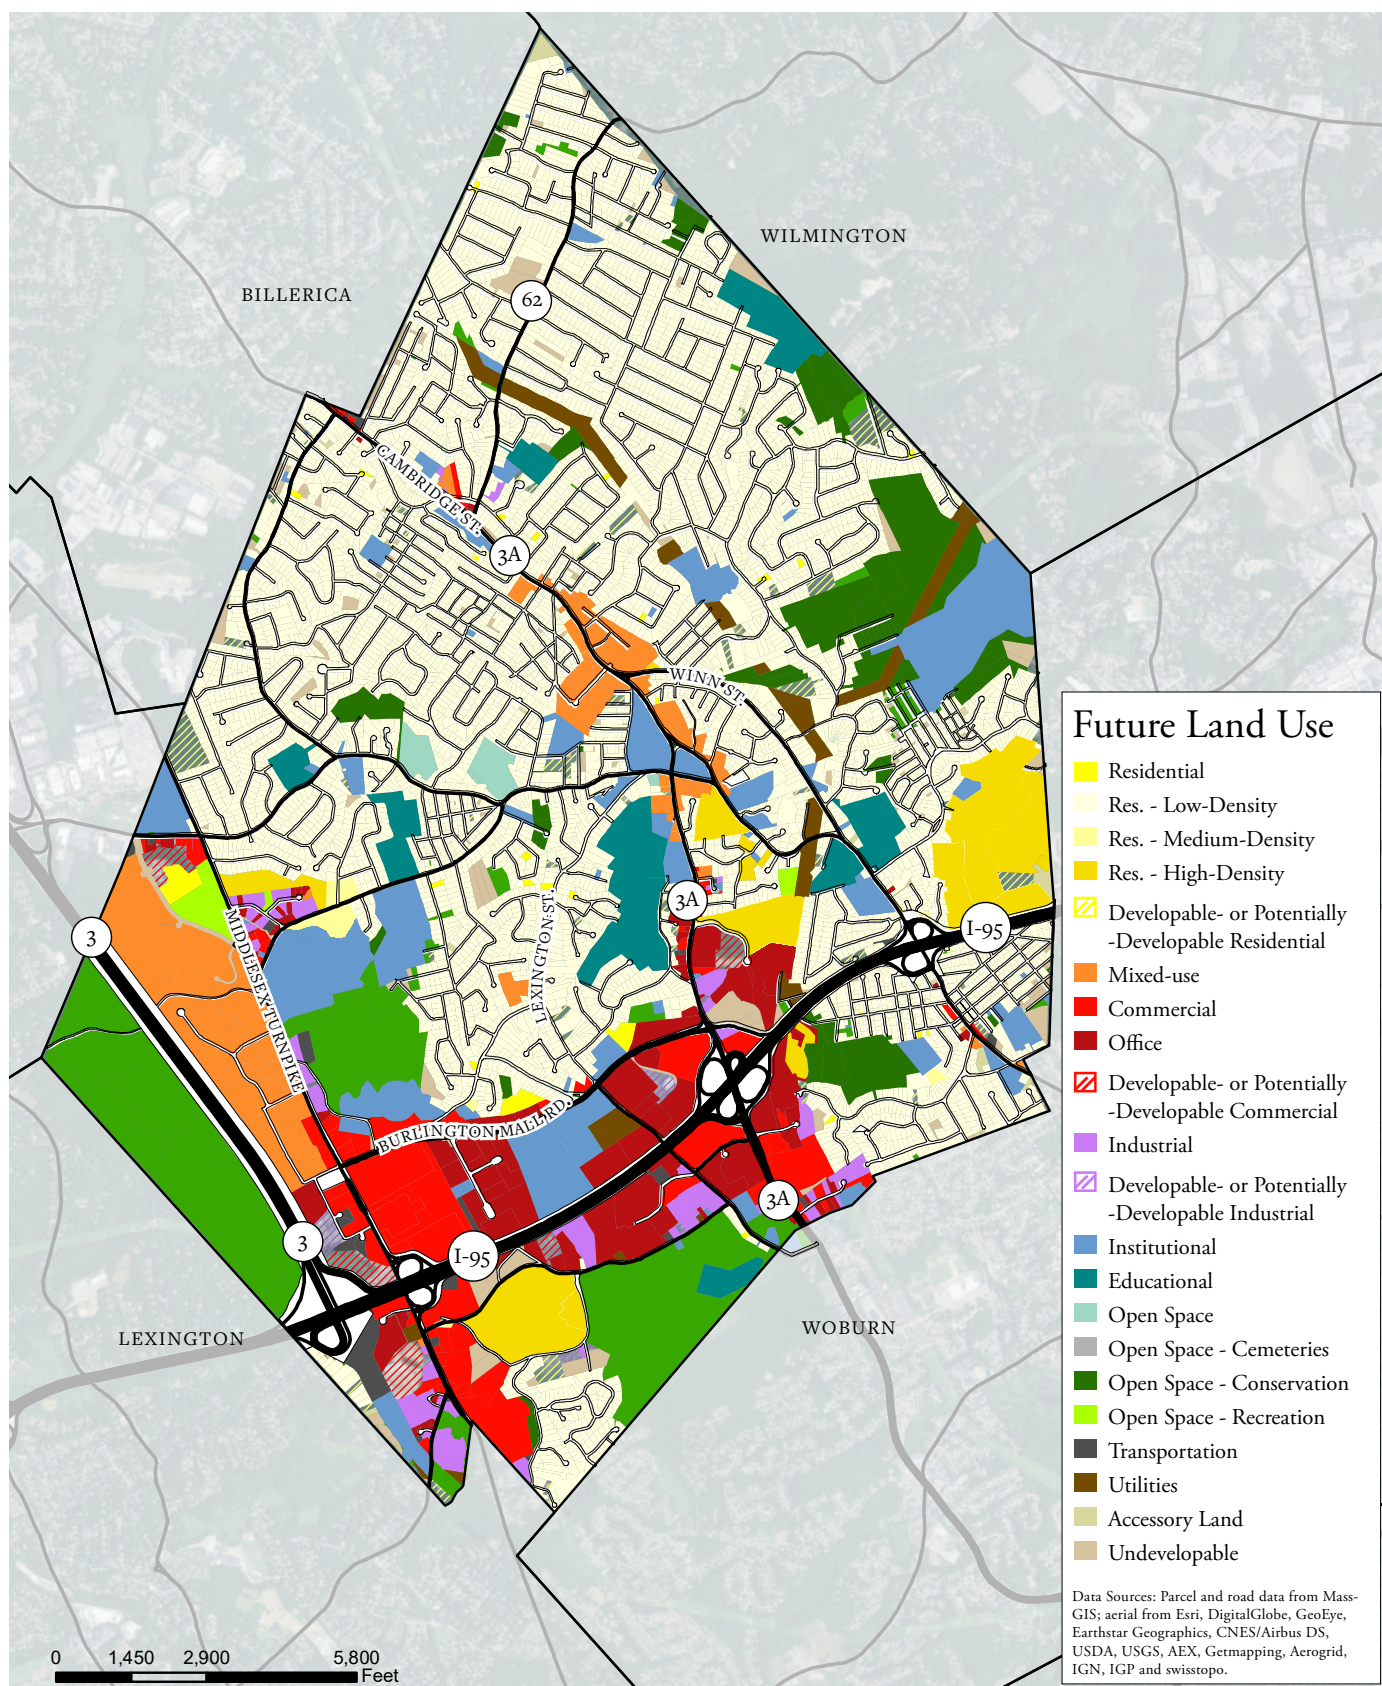 WILMINGTON
BILLERICA
62
CAMBRIDGE ST.
3A
WINN ST.
3A
LEXINGTON ST.
MIDDLESEX TURNPIKE
3
I-95
BURLINGTON MALL RD.
3A
3
I-95
LEXINGTON
WOBURN
Future Land Use
Residential
Res. - Low-Density
Res. - Medium-Density
Res. - High-Density
Developable- or Potentially
-Developable Residential
Mixed-use
Commercial
Office
Developable- or Potentially
-Developable Commercial
Industrial
Developable- or Potentially
-Developable Industrial
Institutional
Educational
Open Space
Open Space - Cemeteries
Open Space - Conservation
Open Space - Recreation
Transportation
Utilities
Accessory Land
Undevelopable
Data Sources: Parcel and road data from Mass-
GIS; aerial from Esri, DigitalGlobe, GeoEye,
Earthstar Geographics, CNES/Airbus DS,
USDA, USGS, AEX, Getmapping, Aerogrid,
IGN, IGP and swisstopo.
0 1,450 2,900 5,800
Feet